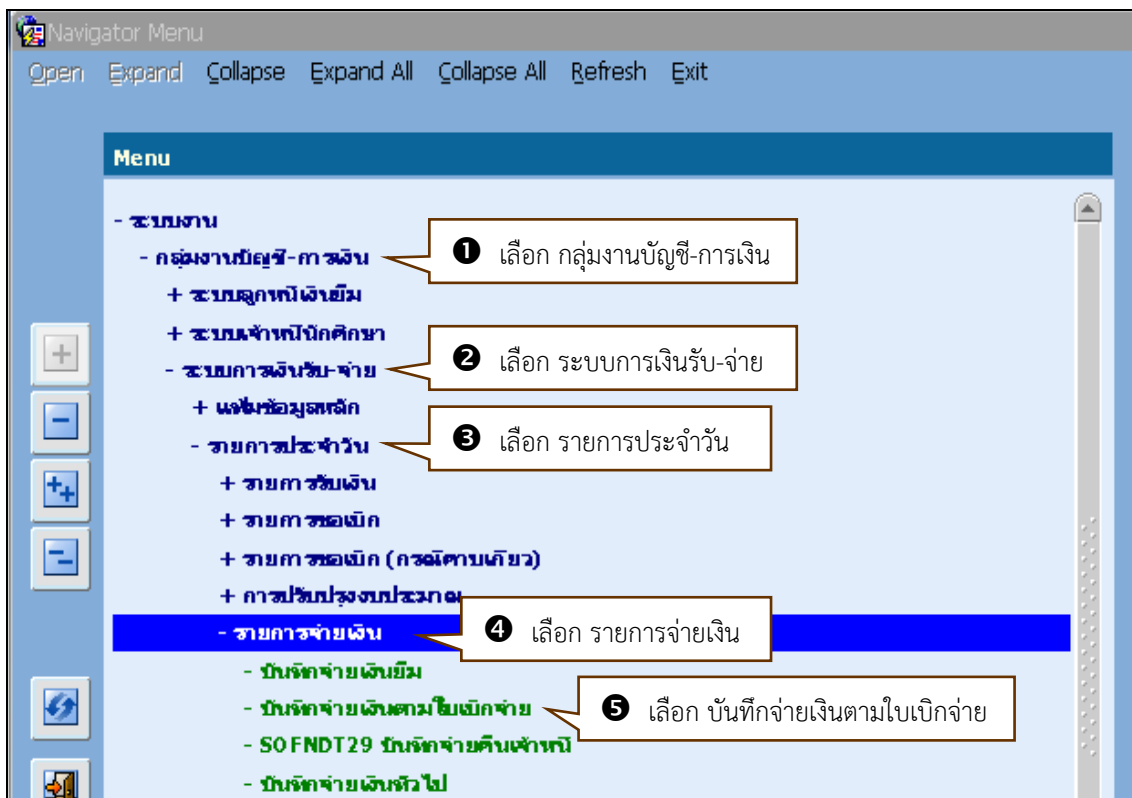 Navigator Menu
Open Expand Collapse Expand All Collapse All Refresh Exit
Menu
- ระบบงาน
- กลุ่มงานบัญชี-การเงิน ❶ เลือก กลุ่มงานบัญชี-การเงิน
+ ระบบลูกหนี้เงินยืม
+ ระบบเจ้าหนี้นักศึกษา
- ระบบการเงินรับ-จ่าย ❷ เลือก ระบบการเงินรับ-จ่าย
+ แฟ้มข้อมูลหลัก
- รายการประจำวัน ❸ เลือก รายการประจำวัน
+ รายการรับเงิน
+ รายการขอเบิก
+ รายการขอเบิก (กรณีคาบเกี่ยว)
+ การปรับปรุงงบประมาณ
- รายการจ่ายเงิน ❹ เลือก รายการจ่ายเงิน
- บันทึกจ่ายเงินยืม
- บันทึกจ่ายเงินตามใบเบิกจ่าย ❺ เลือก บันทึกจ่ายเงินตามใบเบิกจ่าย
- SOFNDT29 บันทึกจ่ายคืนเจ้าหนี้
- บันทึกจ่ายเงินทั่วไป